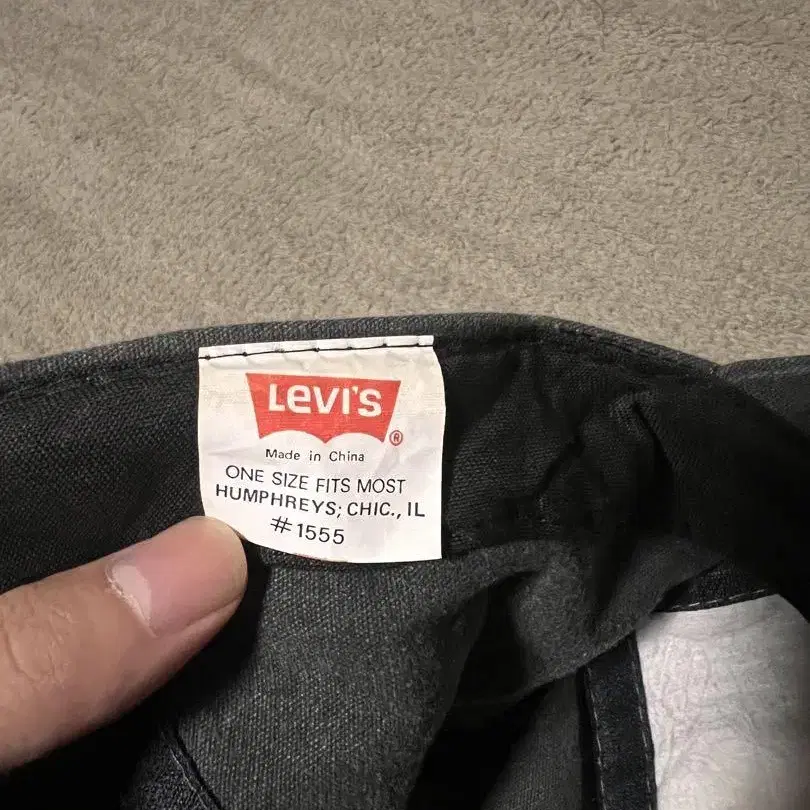 Levi's ®
Made in China
ONE SIZE FITS MOST
HUMPHREYS; CHIC., IL
#1555